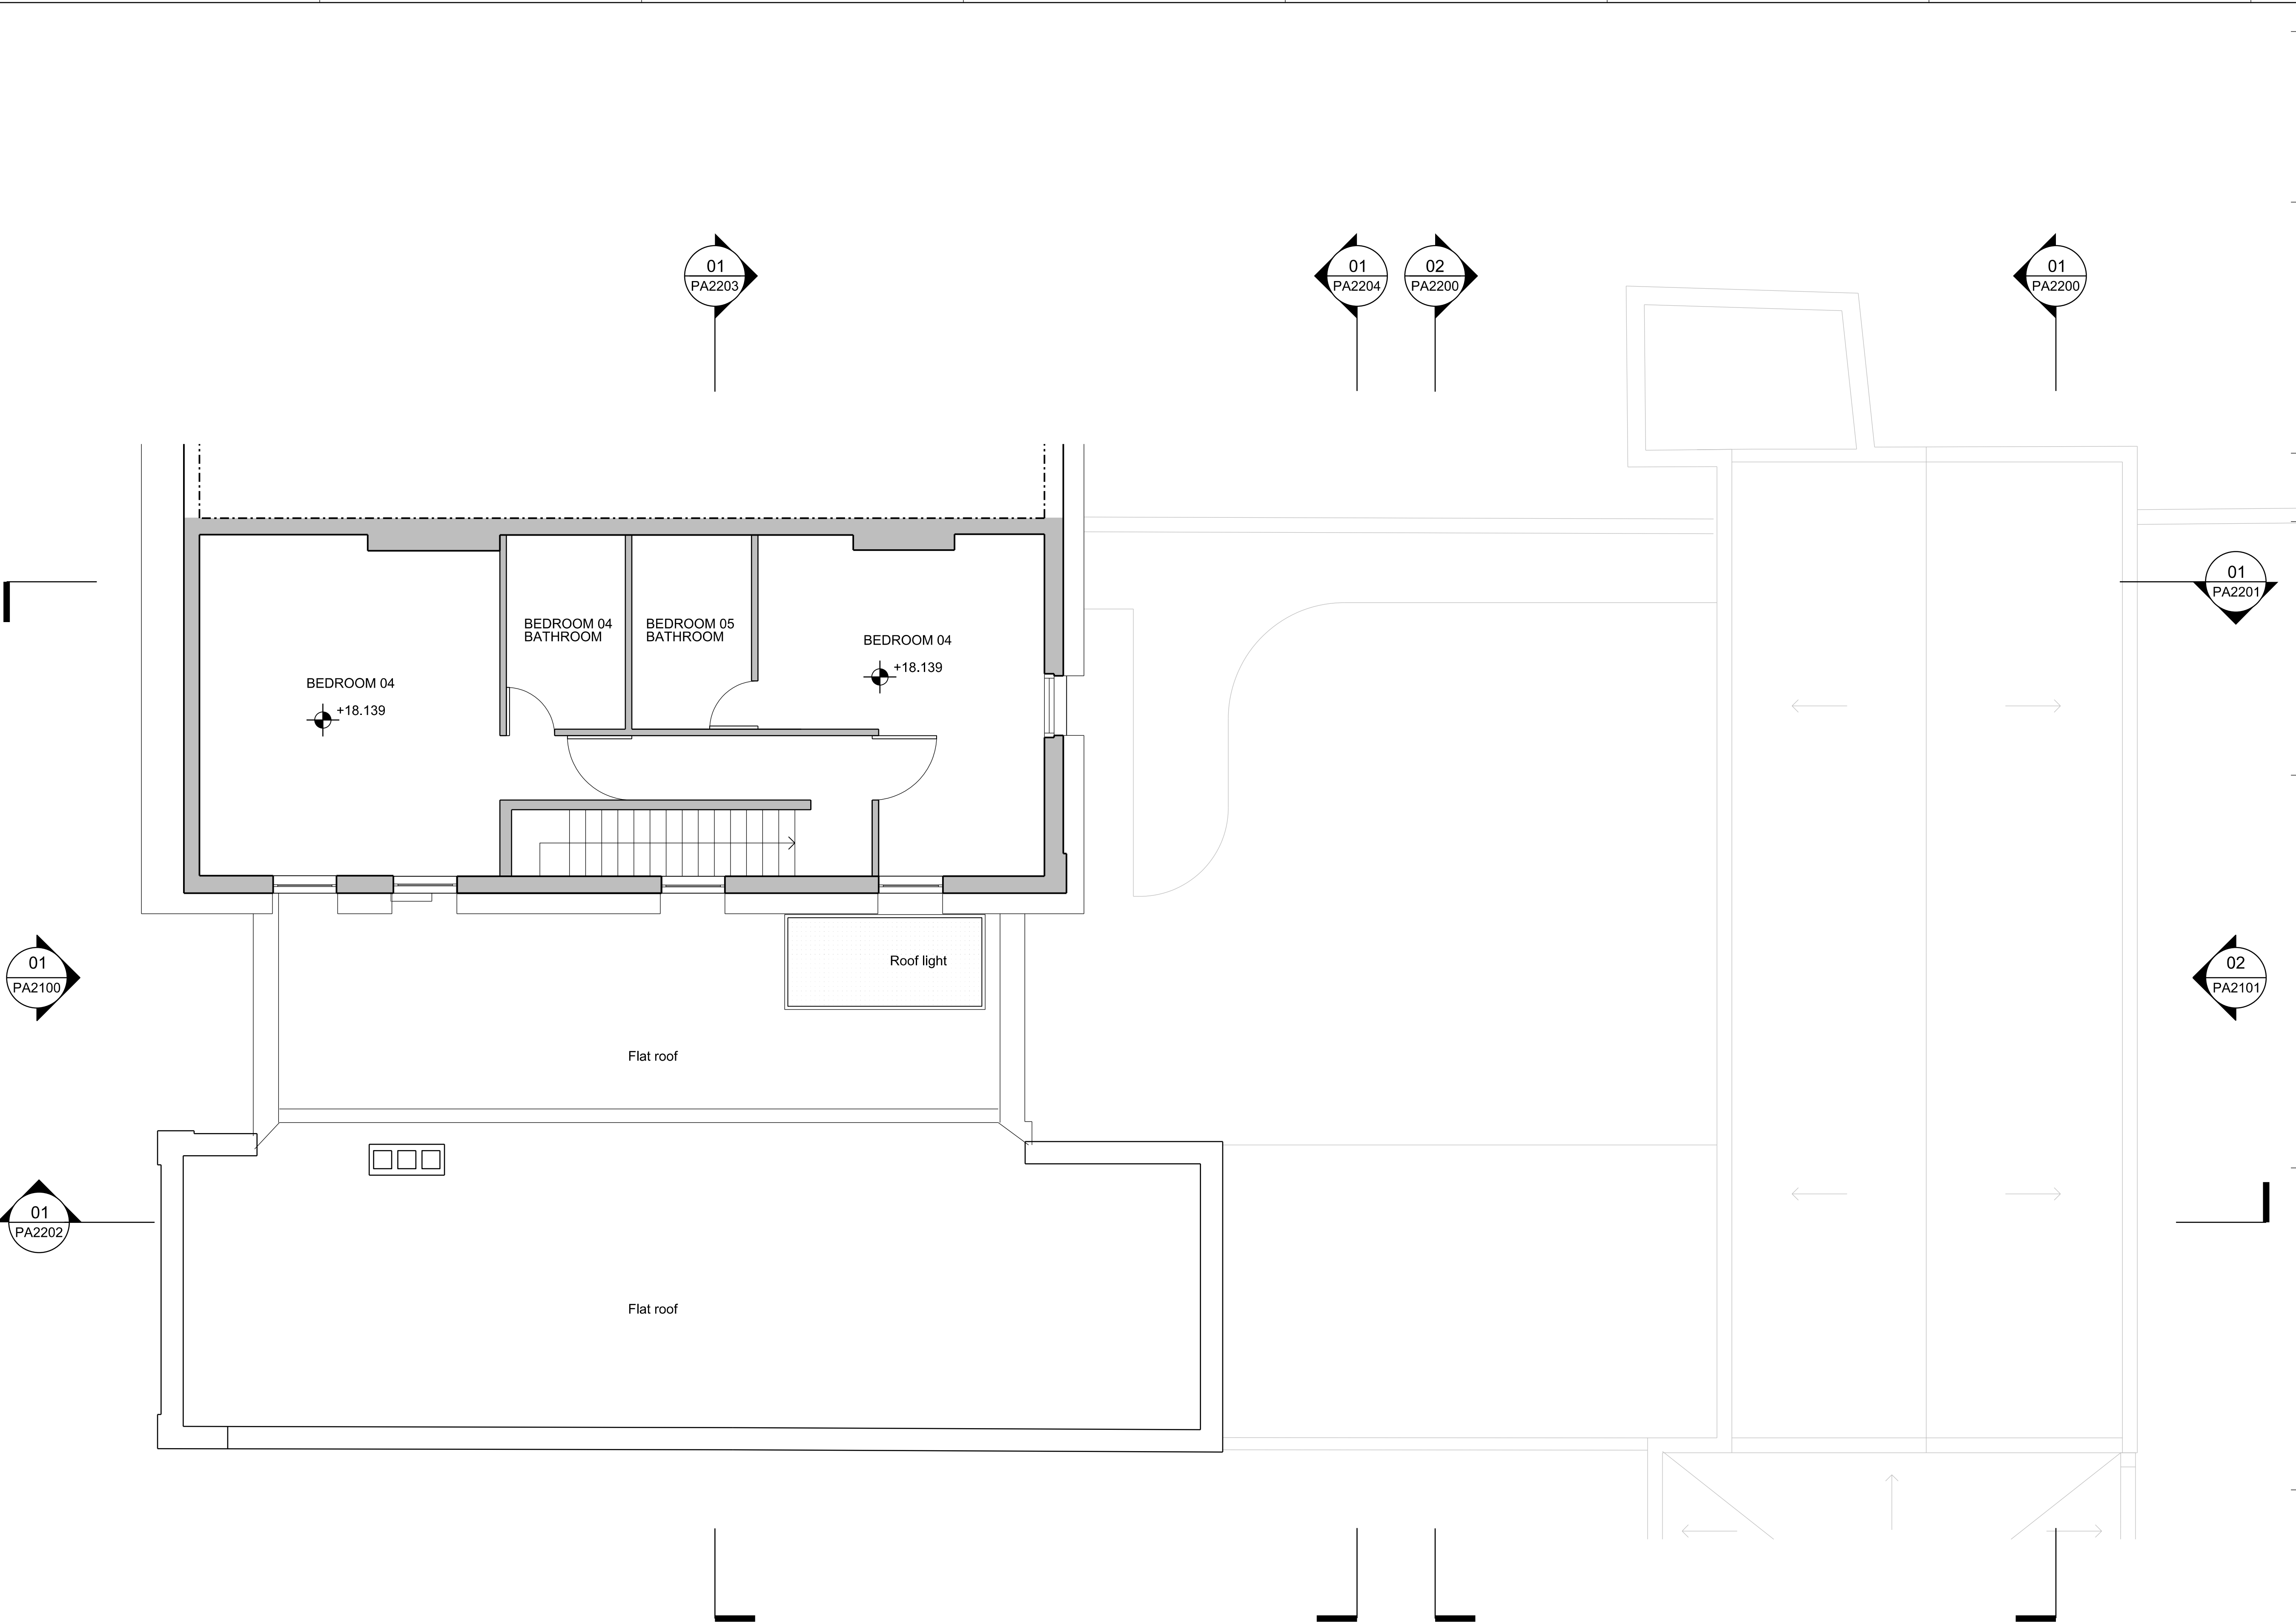 01
PA2203
01
PA2204
02
PA2200
01
PA2200
01
PA2201
BEDROOM 04
BATHROOM
BEDROOM 05
BATHROOM
BEDROOM 04
+18.139
BEDROOM 04
+18.139
01
PA2100
Roof light
02
PA2101
Flat roof
01
PA2202
Flat roof